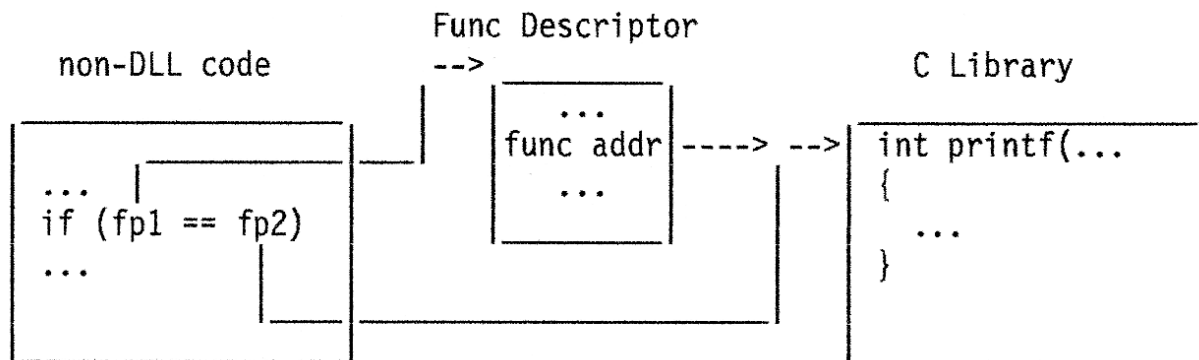 Func Descriptor
non-DLL code --> C Library
...
func addr ----> --> int printf(...
... ... {
if (fp1 == fp2) ...
... }